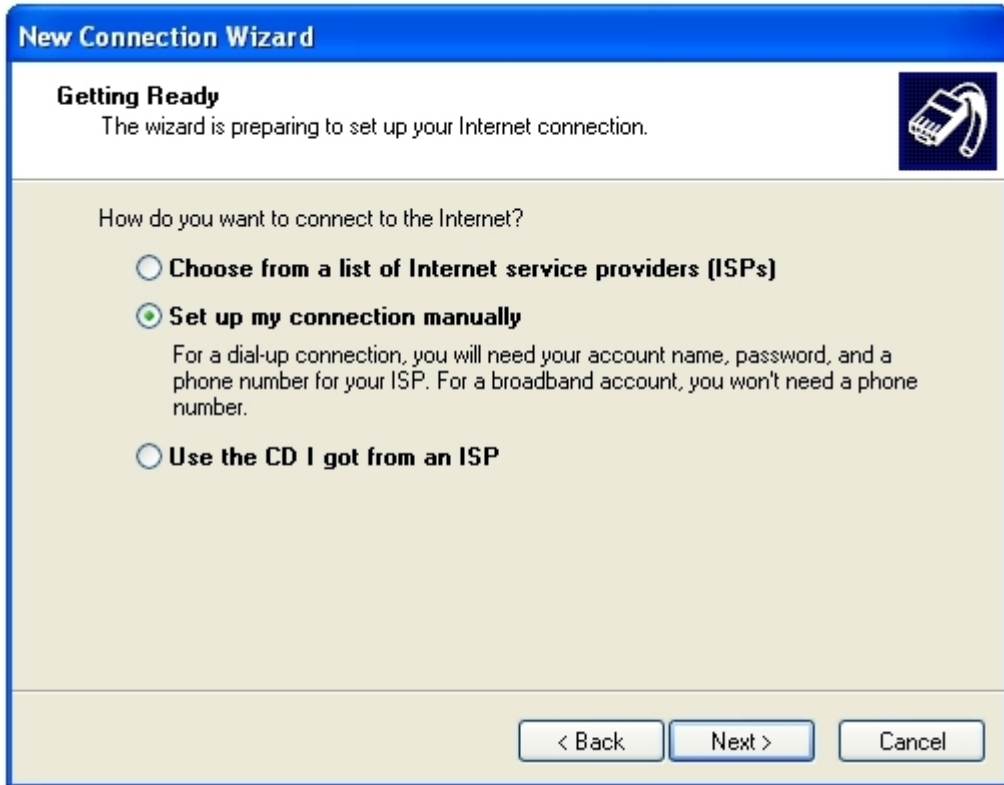 New Connection Wizard
Getting Ready
The wizard is preparing to set up your Internet connection.
How do you want to connect to the Internet?
Choose from a list of Internet service providers (ISPs)
Set up my connection manually
For a dial-up connection, you will need your account name, password, and a
phone number for your ISP. For a broadband account, you won't need a phone
number.
Use the CD I got from an ISP
< Back Next > Cancel